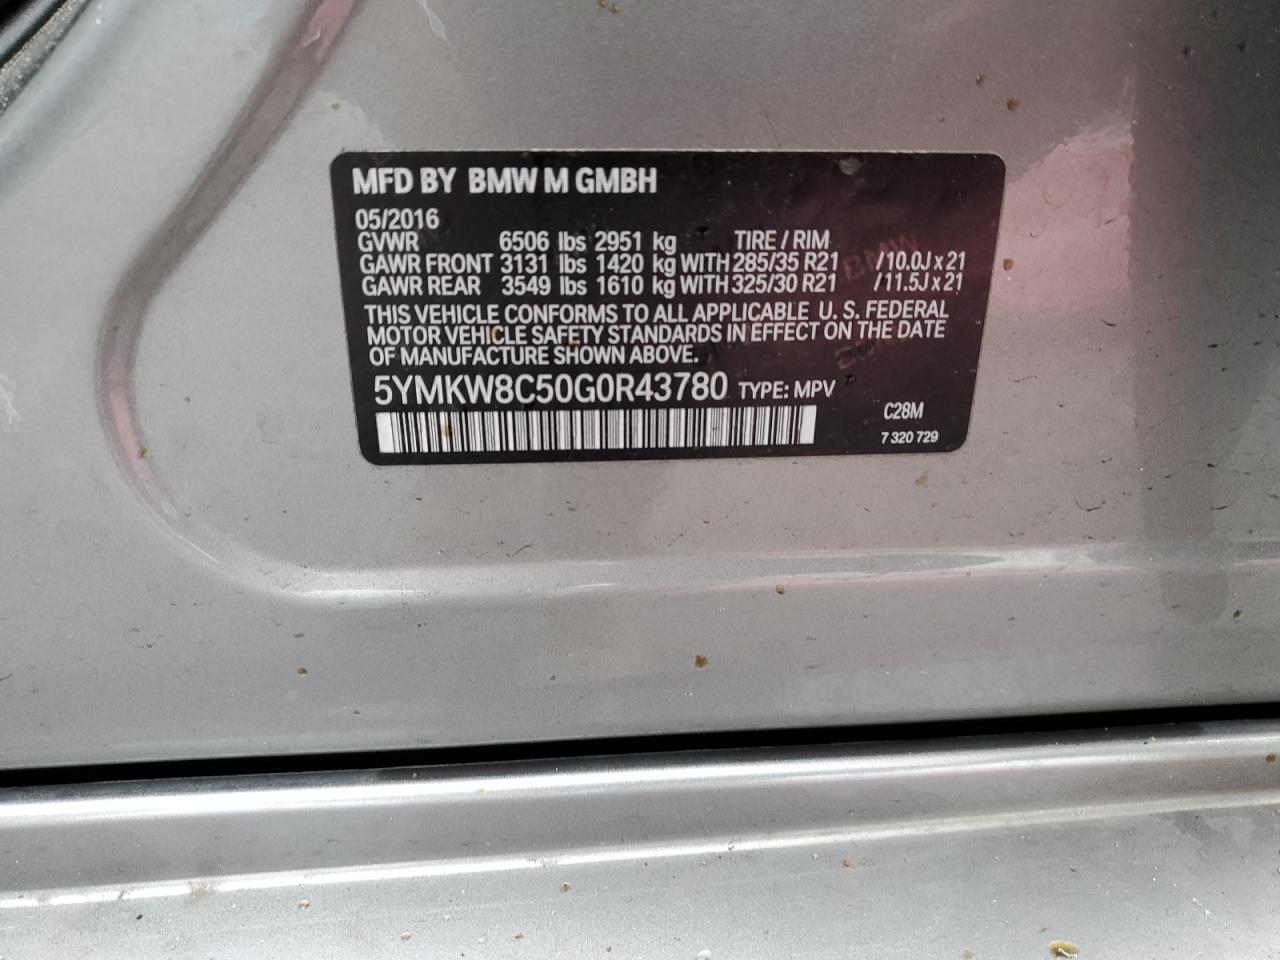 MFD BY BMW M GMBH
05/2016
GVWR 6506 lbs 2951 kg TIRE / RIM
GAWR FRONT 3131 lbs 1420 kg WITH 285/35 R21 /10.0J x 21
GAWR REAR 3549 lbs 1610 kg WITH 325/30 R21 /11.5J x 21
THIS VEHICLE CONFORMS TO ALL APPLICABLE U.S. FEDERAL
MOTOR VEHICLE SAFETY STANDARDS IN EFFECT ON THE DATE
OF MANUFACTURE SHOWN ABOVE.
5YMKW8C50G0R43780 TYPE: MPV
C28M
7 320 729